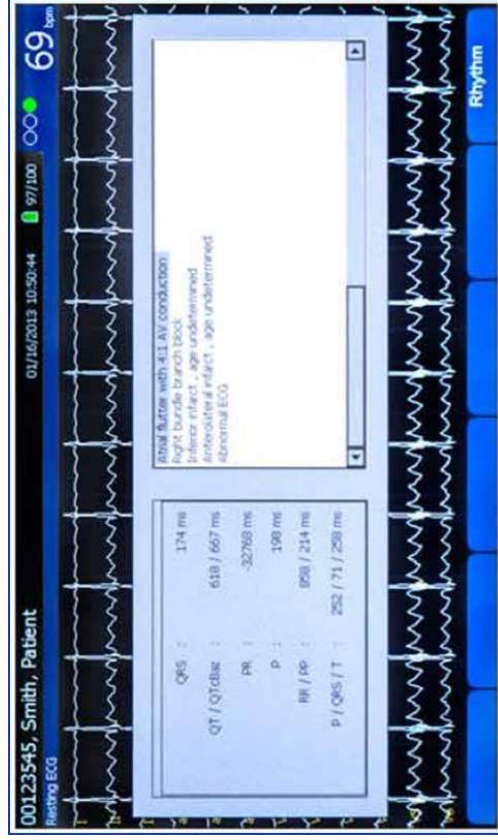 00123545, Smith, Patient
01/16/2013 10:50:44
97/100
69 bpm
Resting ECG
QRS : 174 ms
QT / QTcBaz : 618 / 667 ms
PR : -32768 ms
P : 198 ms
RR / PP : 858 / 214 ms
P / QRS / T : 252 / 71 / 258 ms
Atrial flutter with 4:1 AV conduction
Right bundle branch block
Inferior infarct , age undetermined
Anterolateral infarct , age undetermined
Abnormal ECG
Rhythm